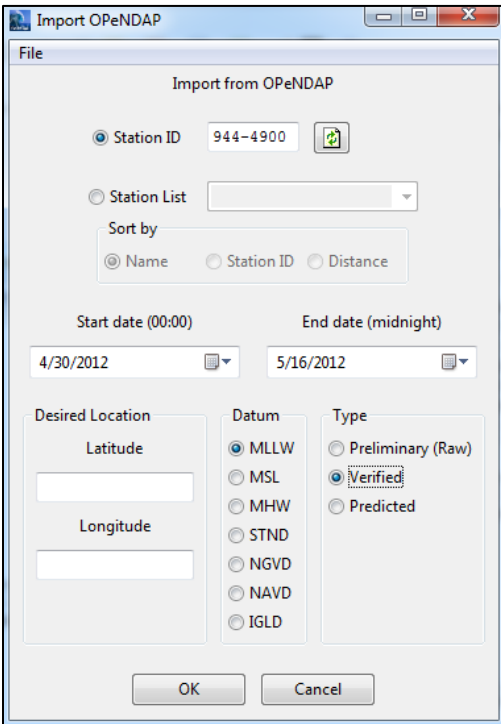 Import OPeNDAP
File
Import from OPeNDAP
Station ID 944-4900
Station List
Sort by
Name Station ID Distance
Start date (00:00) End date (midnight)
4/30/2012 5/16/2012
Desired Location Datum Type
Latitude MLLW Preliminary (Raw)
MSL Verified
Longitude MHW Predicted
STND
NGVD
NAVD
IGLD
OK Cancel